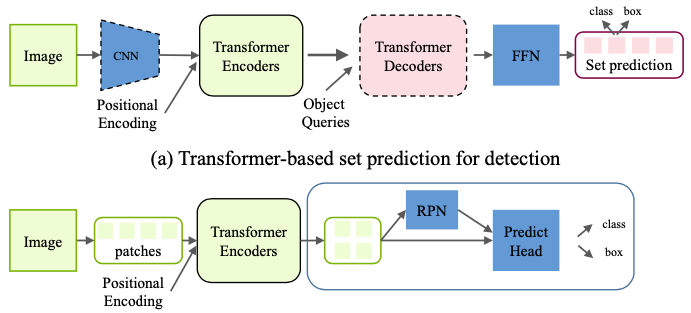 class box
Image
CNN
Transformer
Encoders
Transformer
Decoders
FFN
Set prediction
Positional
Encoding
Object
Queries
(a) Transformer-based set prediction for detection
Image
patches
Transformer
Encoders
RPN
Predict
Head
class
box
Positional
Encoding